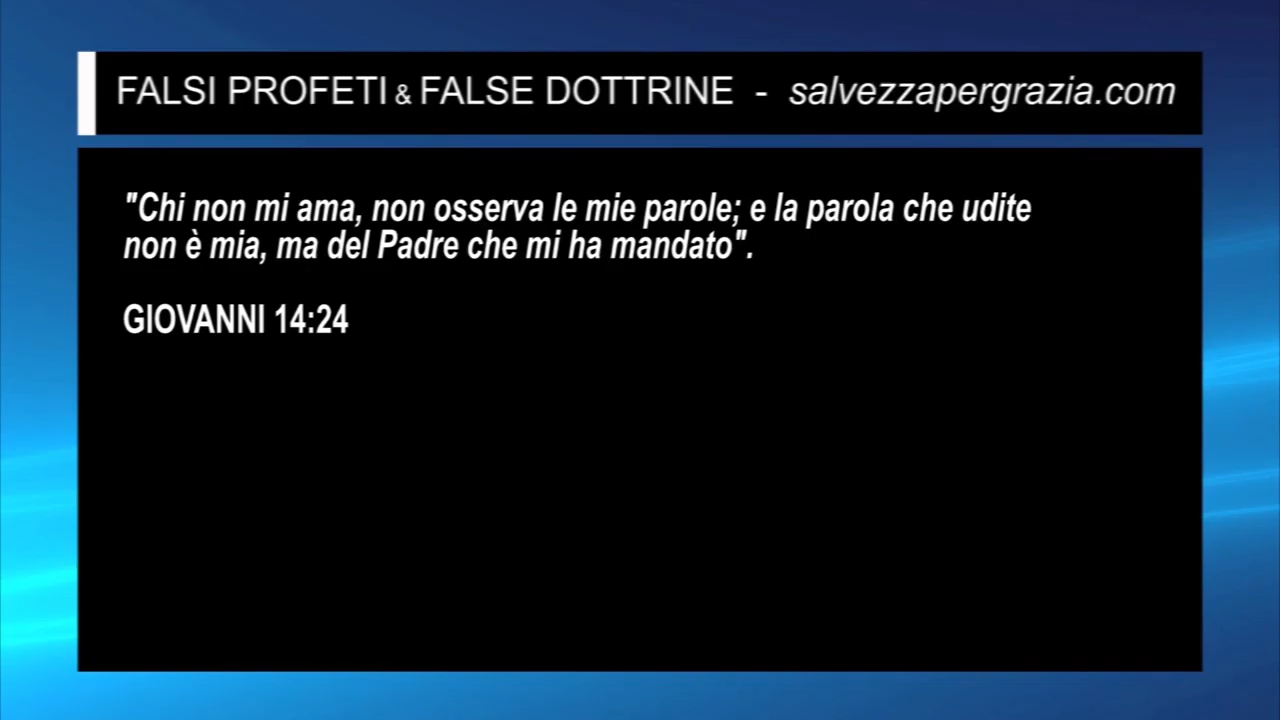 FALSI PROFETI & FALSE DOTTRINE - salvezzapergrazia.com
"Chi non mi ama, non osserva le mie parole; e la parola che udite
non è mia, ma del Padre che mi ha mandato".
GIOVANNI 14:24